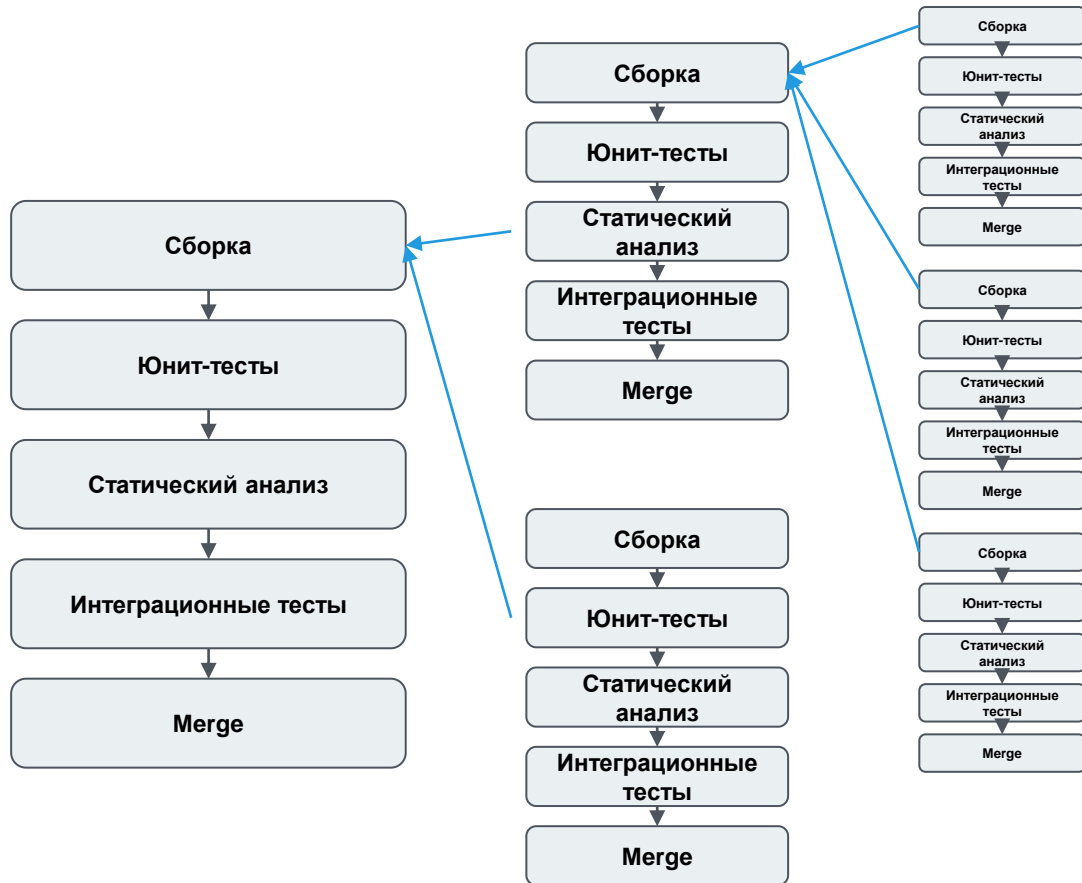 Сборка
Юнит-тесты
Статический анализ
Интеграционные тесты
Merge
Сборка
Юнит-тесты
Статический
анализ
Интеграционные
тесты
Merge
Сборка
Юнит-тесты
Статический
анализ
Интеграционные
тесты
Merge
Сборка
Юнит-тесты
Статический
анализ
Интеграционные
тесты
Merge
Сборка
Юнит-тесты
Статический
анализ
Интеграционные
тесты
Merge
Сборка
Юнит-тесты
Статический
анализ
Интеграционные
тесты
Merge